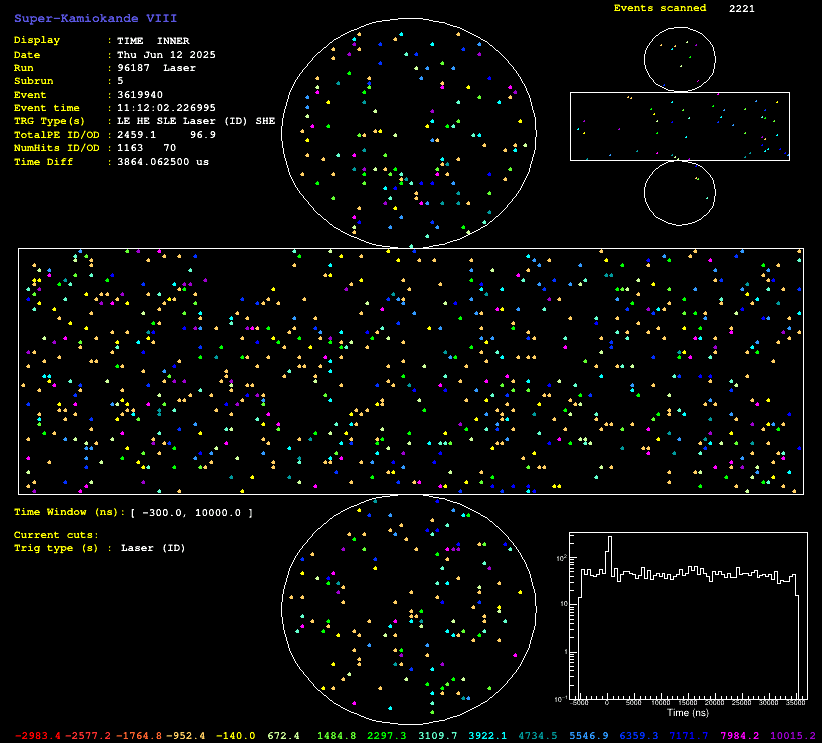 Super-Kamiokande VIII
Events scanned 2221
Display : TIME INNER
Date : Thu Jun 12 2025
Run : 96187 Laser
Subrun : 5
Event : 3619940
Event time : 11:12:02.226995
TRG Type(s) : LE HE SLE Laser (ID) SHE
TotalPE ID/OD : 2459.1 96.9
NumHits ID/OD : 1163 70
Time Diff : 3864.062500 us
Time Window (ns): [ -300.0, 10000.0 ]
Current cuts:
Trig type (s) : Laser (ID)
10²
10
1
10⁻¹
-5000 0 5000 10000 15000 20000 25000 30000 35000
Time (ns)
-2983.4 -2577.2 -1764.8 -952.4 -140.0 672.4 1484.8 2297.3 3109.7 3922.1 4734.5 5546.9 6359.3 7171.7 7984.2 10015.2